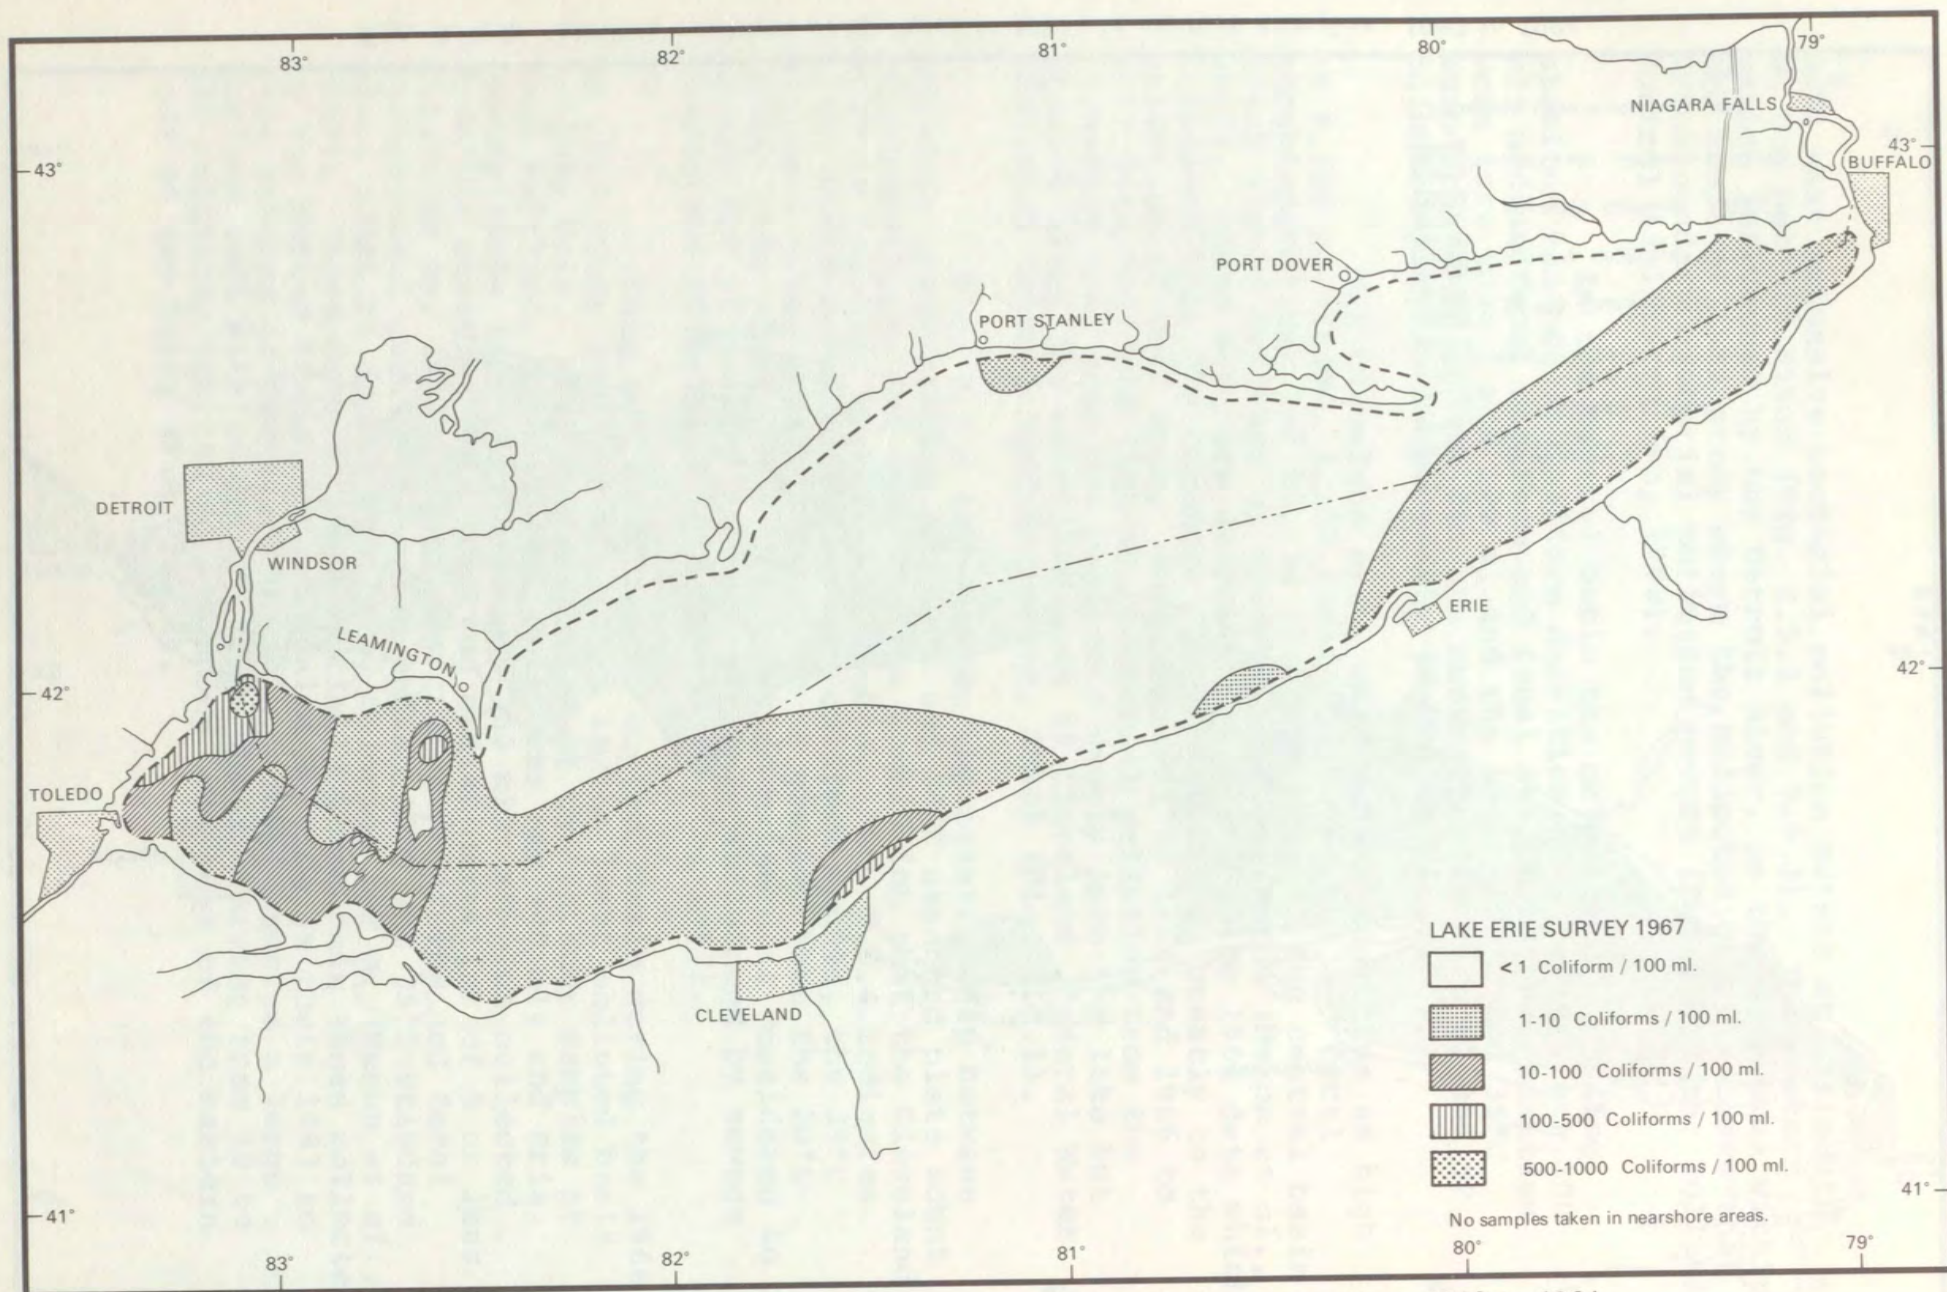 83°
82°
81°
80°
79°
NIAGARA FALLS
43°
43°
BUFFALO
PORT DOVER
PORT STANLEY
DETROIT
WINDSOR
LEAMINGTON
ERIE
42°
42°
TOLEDO
CLEVELAND
LAKE ERIE SURVEY 1967
< 1 Coliform / 100 ml.
1-10 Coliforms / 100 ml.
10-100 Coliforms / 100 ml.
100-500 Coliforms / 100 ml.
500-1000 Coliforms / 100 ml.
No samples taken in nearshore areas.
41°
41°
83°
82°
81°
80°
79°